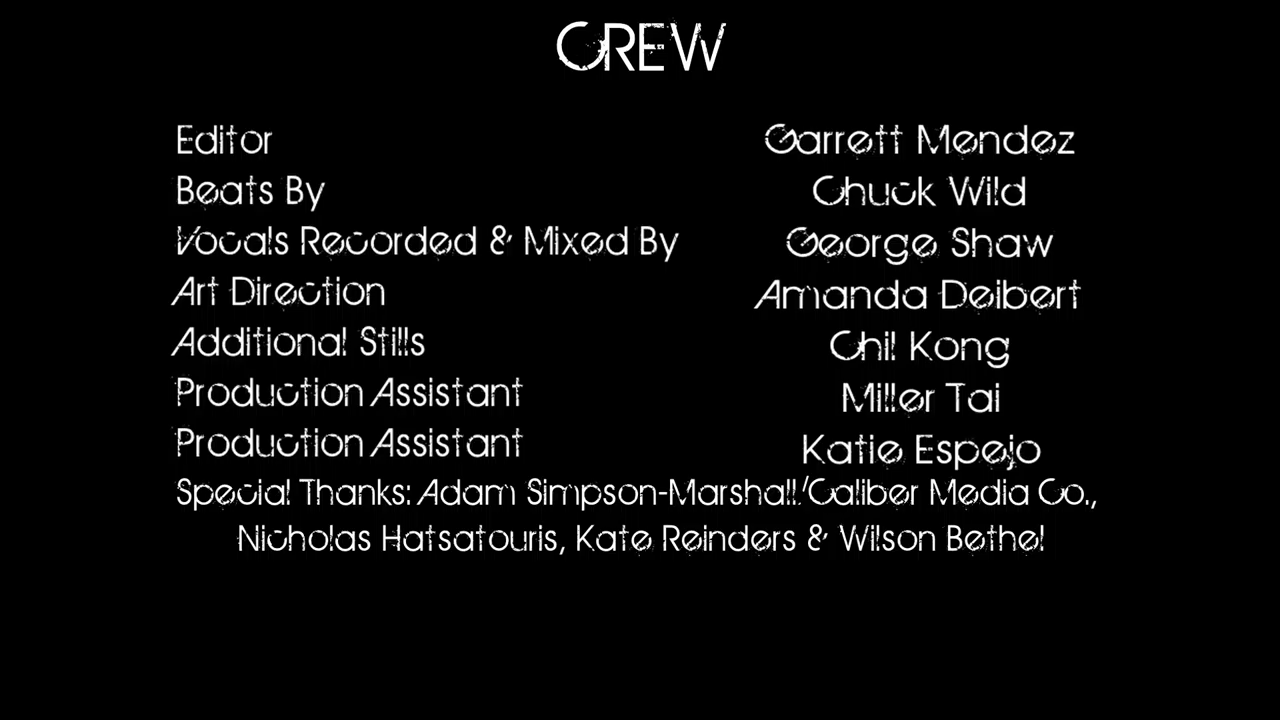 CREW
Editor Garrett Mendez
Beats By Chuck Wild
Vocals Recorded & Mixed By George Shaw
Art Direction Amanda Deibert
Additional Stills Chil Kong
Production Assistant Miller Tai
Production Assistant Katie Espejo
Special Thanks: Adam Simpson-Marshall/Caliber Media Co.,
Nicholas Hatsatouris, Kate Reinders & Wilson Bethel